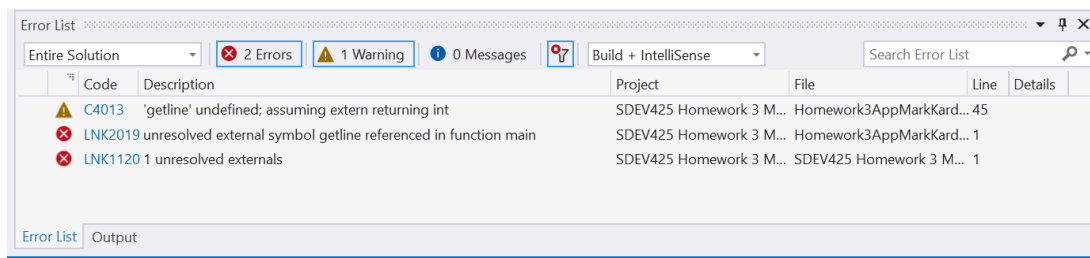 Error List
Entire Solution 2 Errors 1 Warning 0 Messages Build + IntelliSense Search Error List
Code Description Project File Line Details
C4013 'getline' undefined; assuming extern returning int SDEV425 Homework 3 M... Homework3AppMarkKard... 45
LNK2019 unresolved external symbol getline referenced in function main SDEV425 Homework 3 M... Homework3AppMarkKard... 1
LNK1120 1 unresolved externals SDEV425 Homework 3 M... SDEV425 Homework 3 M... 1
Error List Output